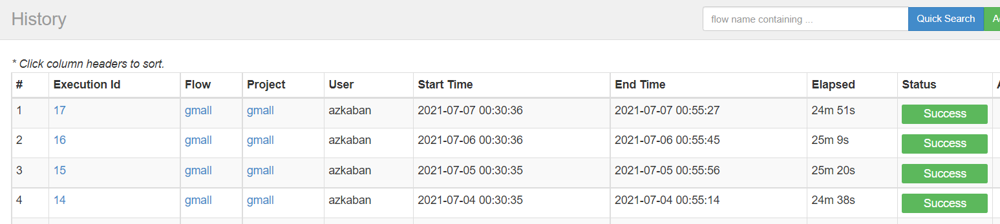 History
flow name containing ...
Quick Search
* Click column headers to sort.
# Execution Id Flow Project User Start Time End Time Elapsed Status
1 17 gmall gmall azkaban 2021-07-07 00:30:36 2021-07-07 00:55:27 24m 51s Success
2 16 gmall gmall azkaban 2021-07-06 00:30:36 2021-07-06 00:55:45 25m 9s Success
3 15 gmall gmall azkaban 2021-07-05 00:30:35 2021-07-05 00:55:56 25m 20s Success
4 14 gmall gmall azkaban 2021-07-04 00:30:35 2021-07-04 00:55:14 24m 38s Success